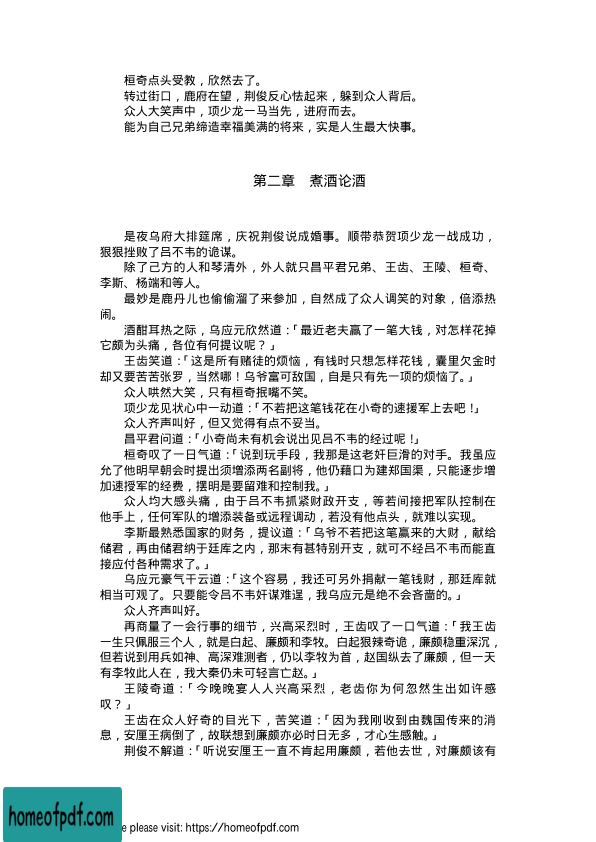 桓奇点头受教，欣然去了。
转过街口，鹿府在望，荆俊反心怯起来，躲到众人背后。
众人大笑声中，项少龙一马当先，进府而去。
能为自己兄弟缔造幸福美满的将来，实是人生最大快事。
第二章　煮酒论酒
是夜乌府大排筵席，庆祝荆俊说成婚事。顺带恭贺项少龙一战成功，
狠狠挫败了吕不韦的诡谋。
除了己方的人和琴清外，外人就只昌平君兄弟、王齿、王陵、桓奇、
李斯、杨端和等人。
最妙是鹿丹儿也偷偷溜了来参加，自然成了众人调笑的对象，倍添热
闹。
酒酣耳热之际，乌应元欣然道：「最近老夫赢了一笔大钱，对怎样花掉
它颇为头痛，各位有何提议呢？」
王齿笑道：「这是所有赌徒的烦恼，有钱时只想怎样花钱，囊里欠金时
却又要苦苦张罗，当然哪！乌爷富可敌国，自是只有先一项的烦恼了。」
众人哄然大笑，只有桓奇抿嘴不笑。
项少龙见状心中一动道：「不若把这笔钱花在小奇的速援军上去吧！」
众人齐声叫好，但又觉得有点不妥当。
昌平君问道：「小奇尚未有机会说出见吕不韦的经过呢！」
桓奇叹了一日气道：「说到玩手段，我那是这老奸巨滑的对手。我虽应
允了他明早朝会时提出须增添两名副将，他仍藉口为建郑国渠，只能逐步增
加速授军的经费，摆明是要留难和控制我。」
众人均大感头痛，由于吕不韦抓紧财政开支，等若间接把军队控制在
他手上，任何军队的增添装备或远程调动，若没有他点头，就难以实现。
李斯最熟悉国家的财务，提议道：「乌爷不若把这笔赢来的大财，献给
储君，再由储君纳于廷库之内，那末有甚特别开支，就可不经吕不韦而能直
接应付各种需求了。」
乌应元豪气干云道：「这个容易，我还可另外捐献一笔钱财，那廷库就
相当可观了。只要能令吕不韦奸谋难逞，我乌应元是绝不会吝啬的。」
众人齐声叫好。
再商量了一会行事的细节，兴高采烈时，王齿叹了一口气道：「我王齿
一生只佩服三个人，就是白起、廉颇和李牧。白起狠辣奇诡，廉颇稳重深沉，
但若说到用兵如神、高深难测者，仍以李牧为首，赵国纵去了廉颇，但一天
有李牧此人在，我大秦仍未可轻言亡赵。」
王陵奇道：「今晚晚宴人人兴高采烈，老齿你为何忽然生出如许感
叹？」
王齿在众人好奇的目光下，苦笑道：「因为我刚收到由魏国传来的消
息，安厘王病倒了，故联想到廉颇亦必时日无多，才心生感触。」
荆俊不解道：「听说安厘王一直不肯起用廉颇，若他去世，对廉颇该有
homeofpdf.com
e please visit: https://homeofpdf.com